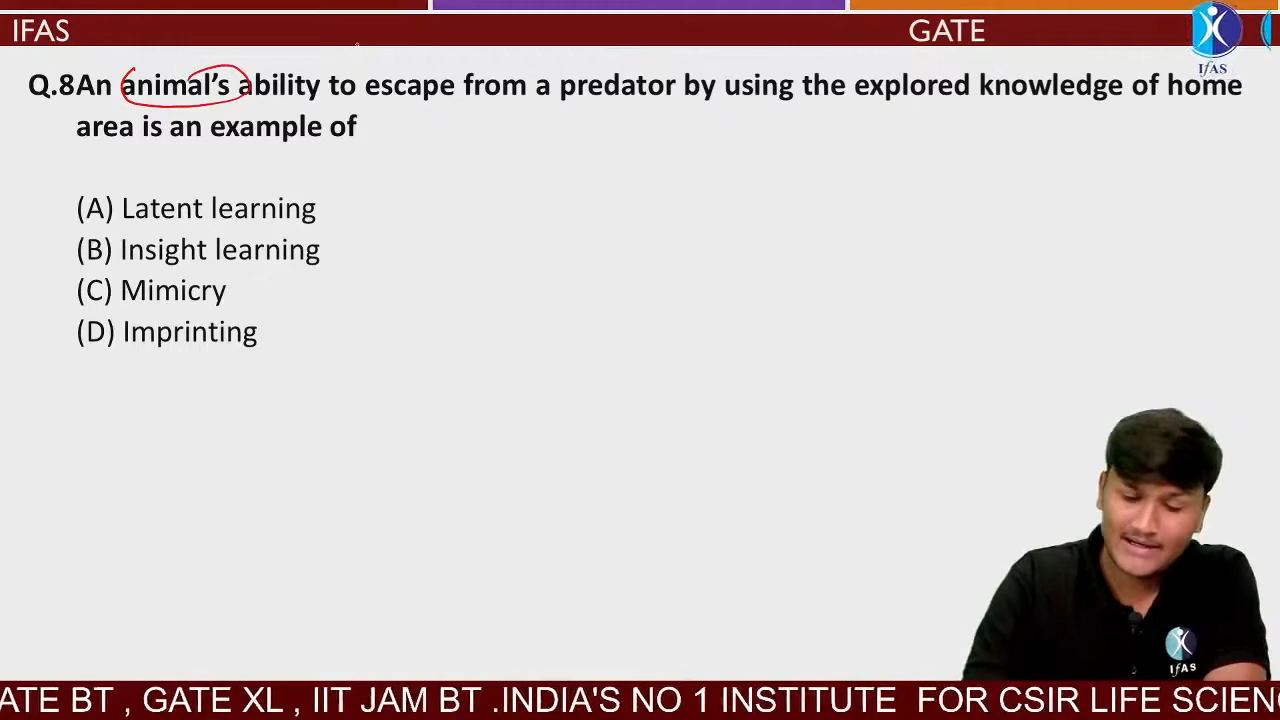 IFAS
GATE
IfAS
Q.8An animal's ability to escape from a predator by using the explored knowledge of home
area is an example of
(A) Latent learning
(B) Insight learning
(C) Mimicry
(D) Imprinting
IfAS
ATE BT , GATE XL , IIT JAM BT .INDIA'S NO 1 INSTITUTE FOR CSIR LIFE SCIEN